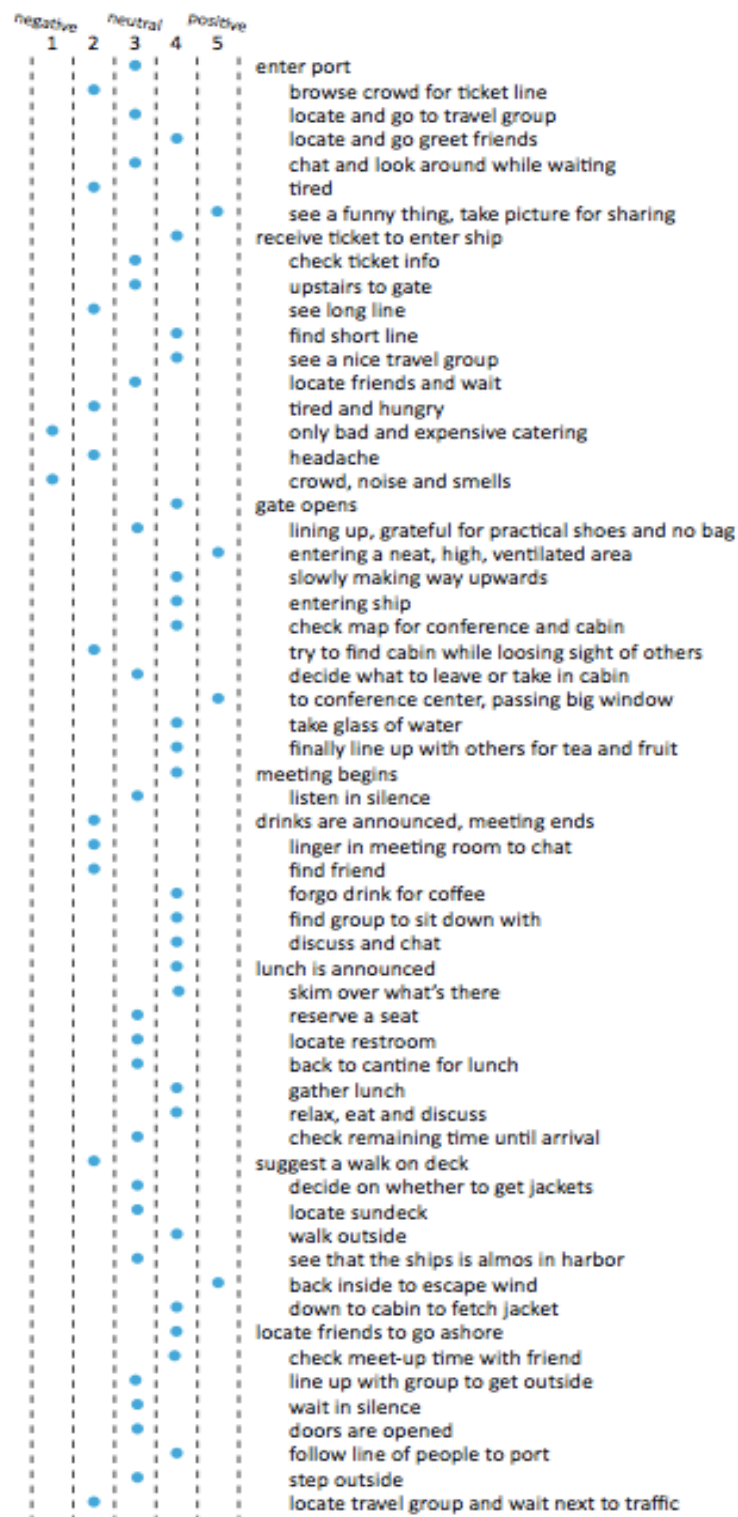 negative neutral positive
1 2 3 4 5
enter port
browse crowd for ticket line
locate and go to travel group
locate and go greet friends
chat and look around while waiting
tired
see a funny thing, take picture for sharing
receive ticket to enter ship
check ticket info
upstairs to gate
see long line
find short line
see a nice travel group
locate friends and wait
tired and hungry
only bad and expensive catering
headache
crowd, noise and smells
gate opens
lining up, grateful for practical shoes and no bag
entering a neat, high, ventilated area
slowly making way upwards
entering ship
check map for conference and cabin
try to find cabin while loosing sight of others
decide what to leave or take in cabin
to conference center, passing big window
take glass of water
finally line up with others for tea and fruit
meeting begins
listen in silence
drinks are announced, meeting ends
linger in meeting room to chat
find friend
forgo drink for coffee
find group to sit down with
discuss and chat
lunch is announced
skim over what's there
reserve a seat
locate restroom
back to cantine for lunch
gather lunch
relax, eat and discuss
check remaining time until arrival
suggest a walk on deck
decide on whether to get jackets
locate sundeck
walk outside
see that the ships is almos in harbor
back inside to escape wind
down to cabin to fetch jacket
locate friends to go ashore
check meet-up time with friend
line up with group to get outside
wait in silence
doors are opened
follow line of people to port
step outside
locate travel group and wait next to traffic